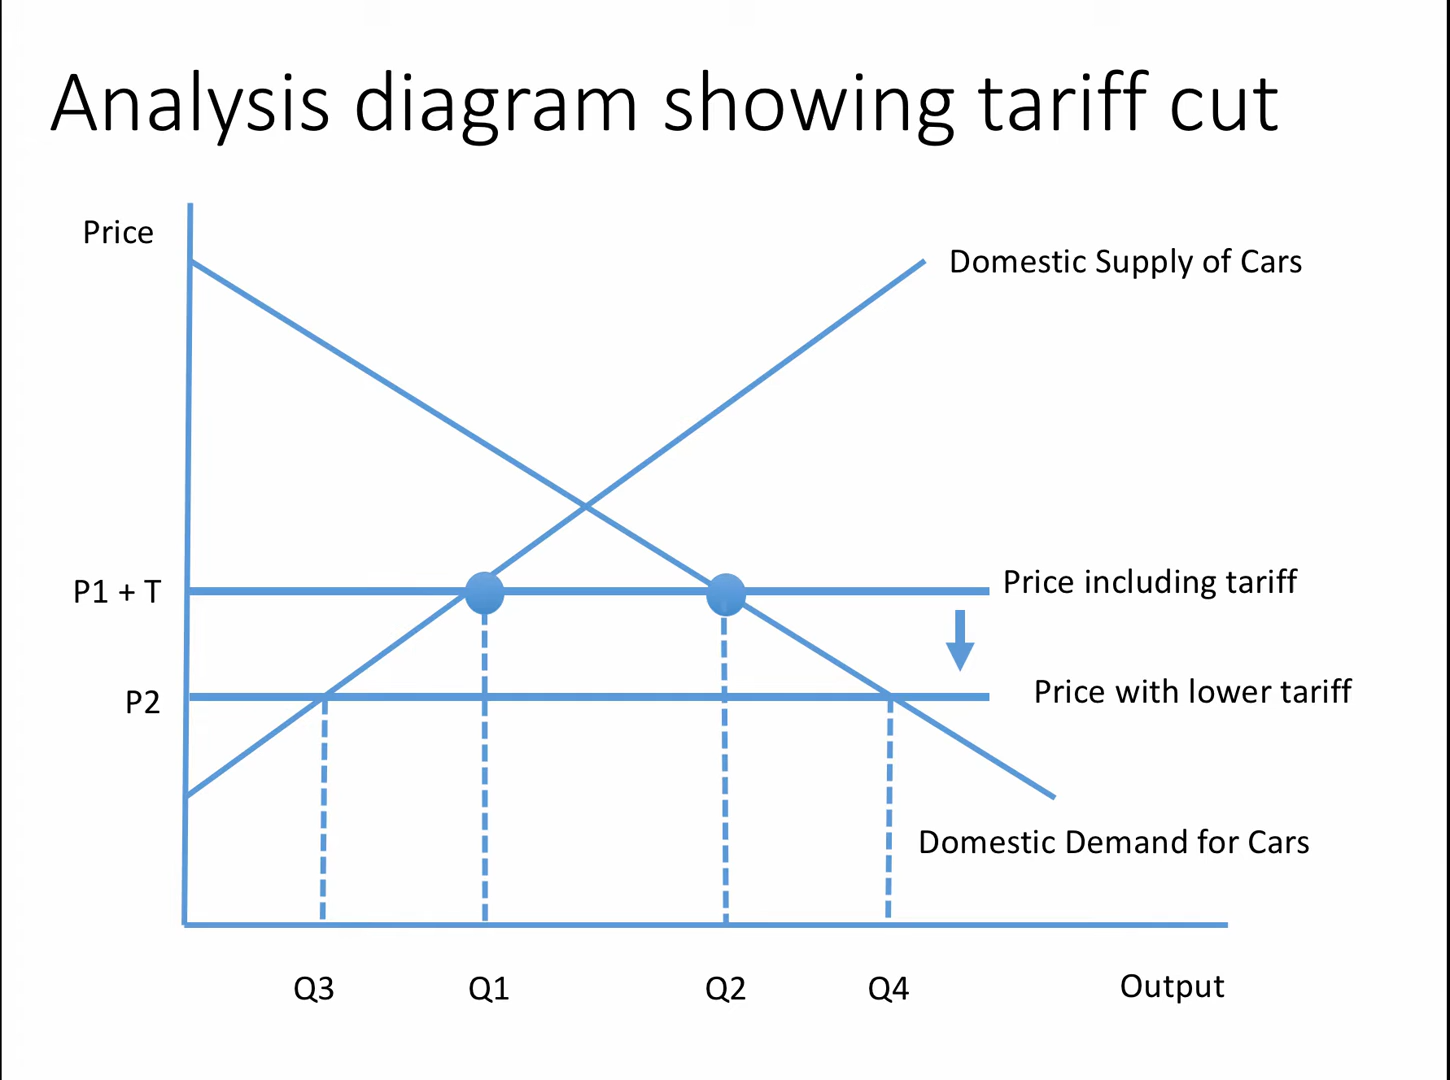 Analysis diagram showing tariff cut
Price
Domestic Supply of Cars
P1 + T
Price including tariff
P2
Price with lower tariff
Domestic Demand for Cars
Q3
Q1
Q2
Q4
Output